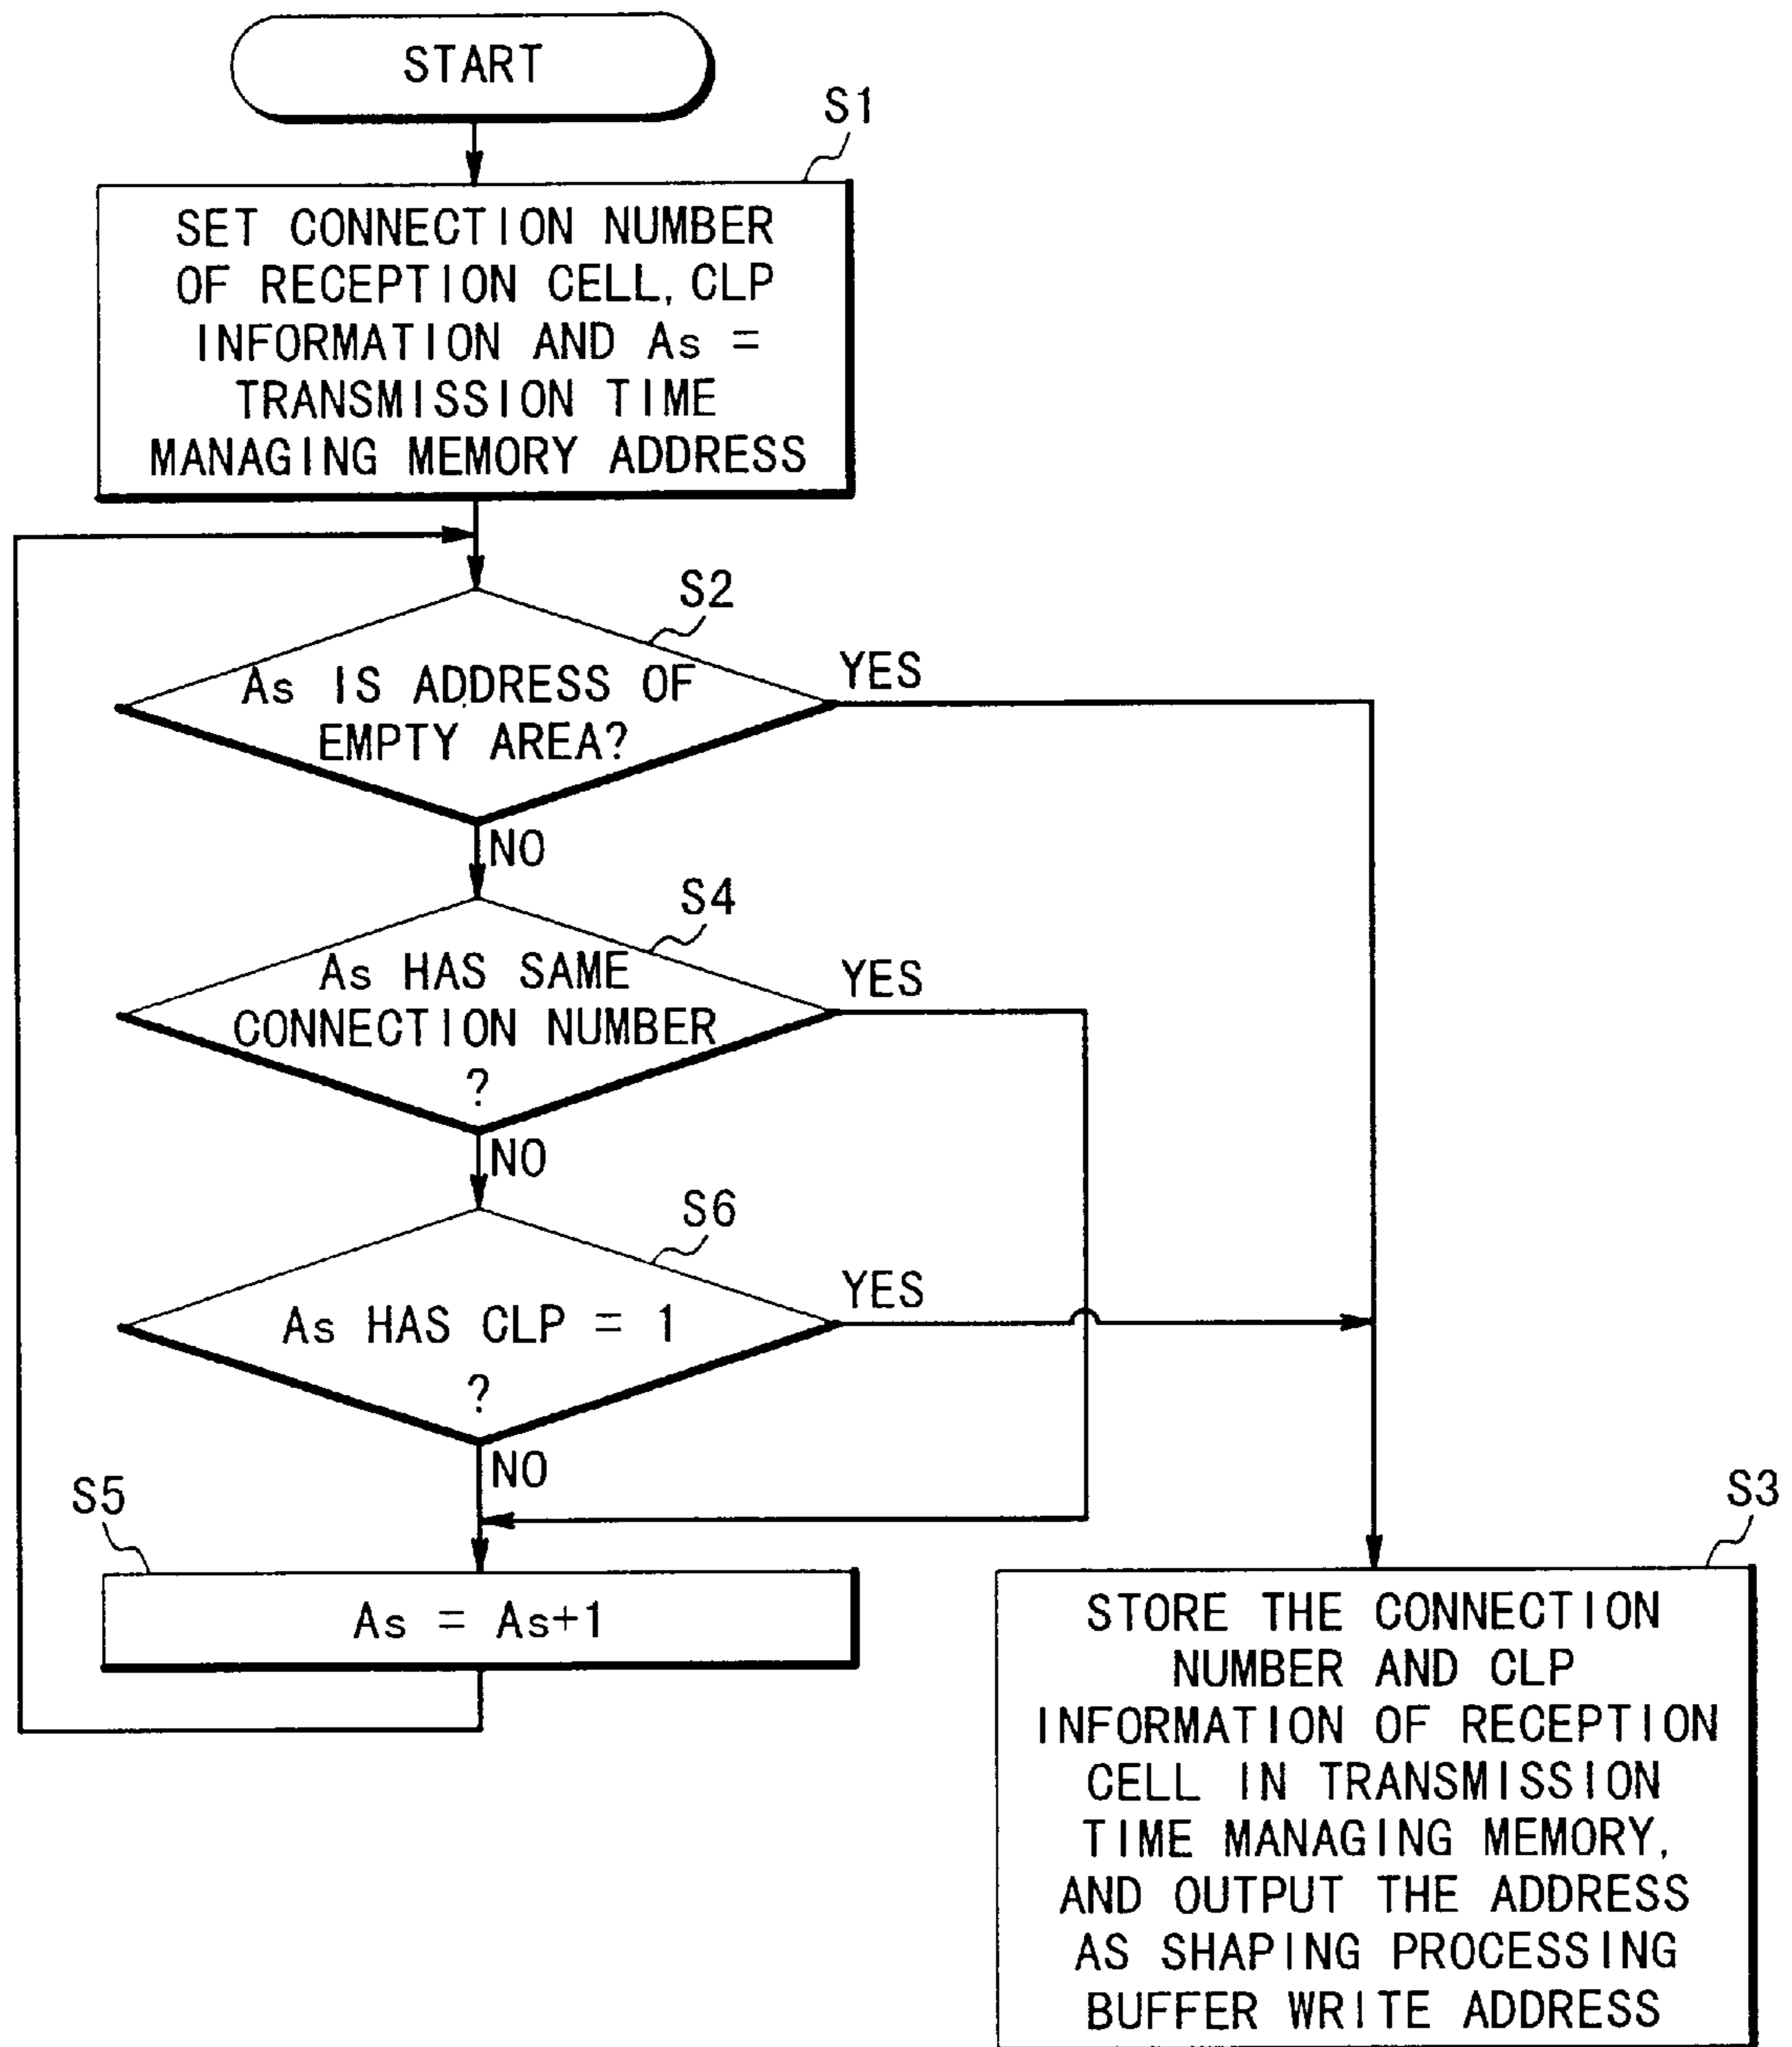 START
S1
SET CONNECTION NUMBER
OF RECEPTION CELL, CLP
INFORMATION AND As =
TRANSMISSION TIME
MANAGING MEMORY ADDRESS
S2
As IS ADDRESS OF
EMPTY AREA?
YES
NO
S4
As HAS SAME
CONNECTION NUMBER
?
YES
NO
S6
As HAS CLP = 1
?
YES
NO
S5
As = As+1
S3
STORE THE CONNECTION
NUMBER AND CLP
INFORMATION OF RECEPTION
CELL IN TRANSMISSION
TIME MANAGING MEMORY,
AND OUTPUT THE ADDRESS
AS SHAPING PROCESSING
BUFFER WRITE ADDRESS